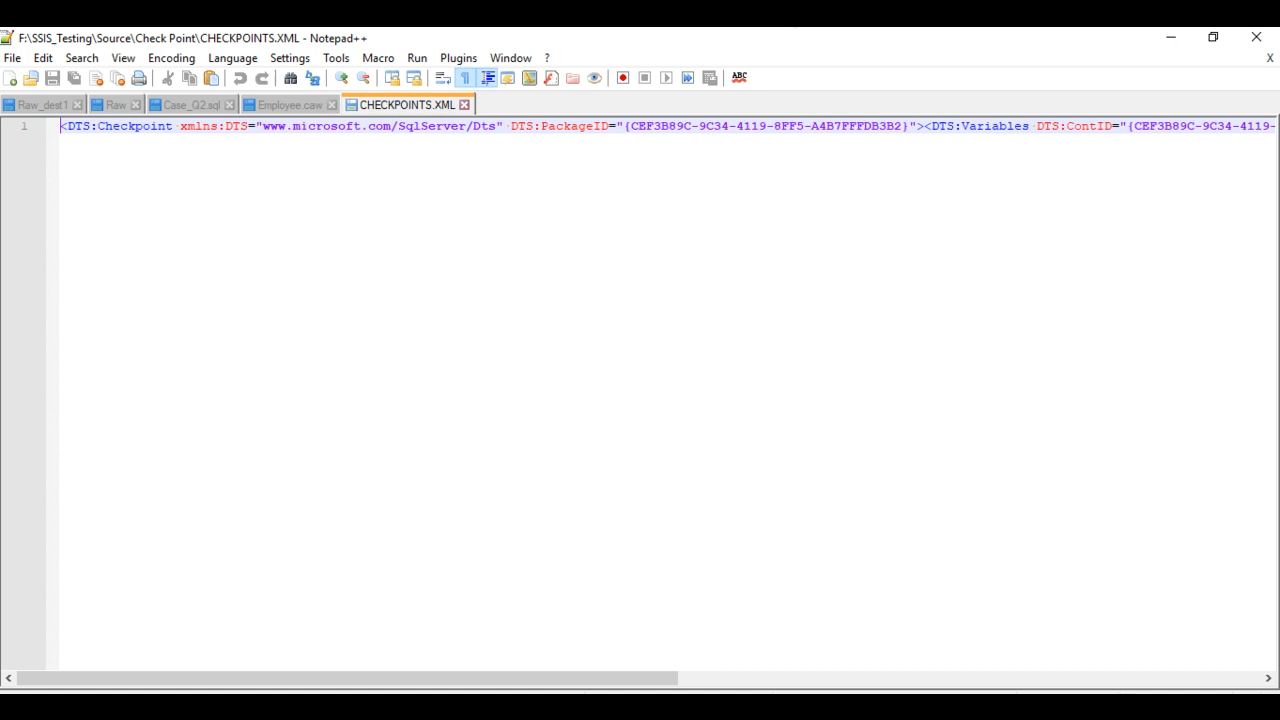 F:\SSIS_Testing\Source\Check Point\CHECKPOINTS.XML - Notepad++
File Edit Search View Encoding Language Settings Tools Macro Run Plugins Window ? X
ABC
Raw_dest1 Raw Case_Q2.sql Employee.caw CHECKPOINTS.XML
1 <DTS:Checkpoint xmlns:DTS="www.microsoft.com/SqlServer/Dts" DTS:PackageID="{CEF3B89C-9C34-4119-8FF5-A4B7FFFDB3B2}"><DTS:Variables DTS:ContID="{CEF3B89C-9C34-4119-